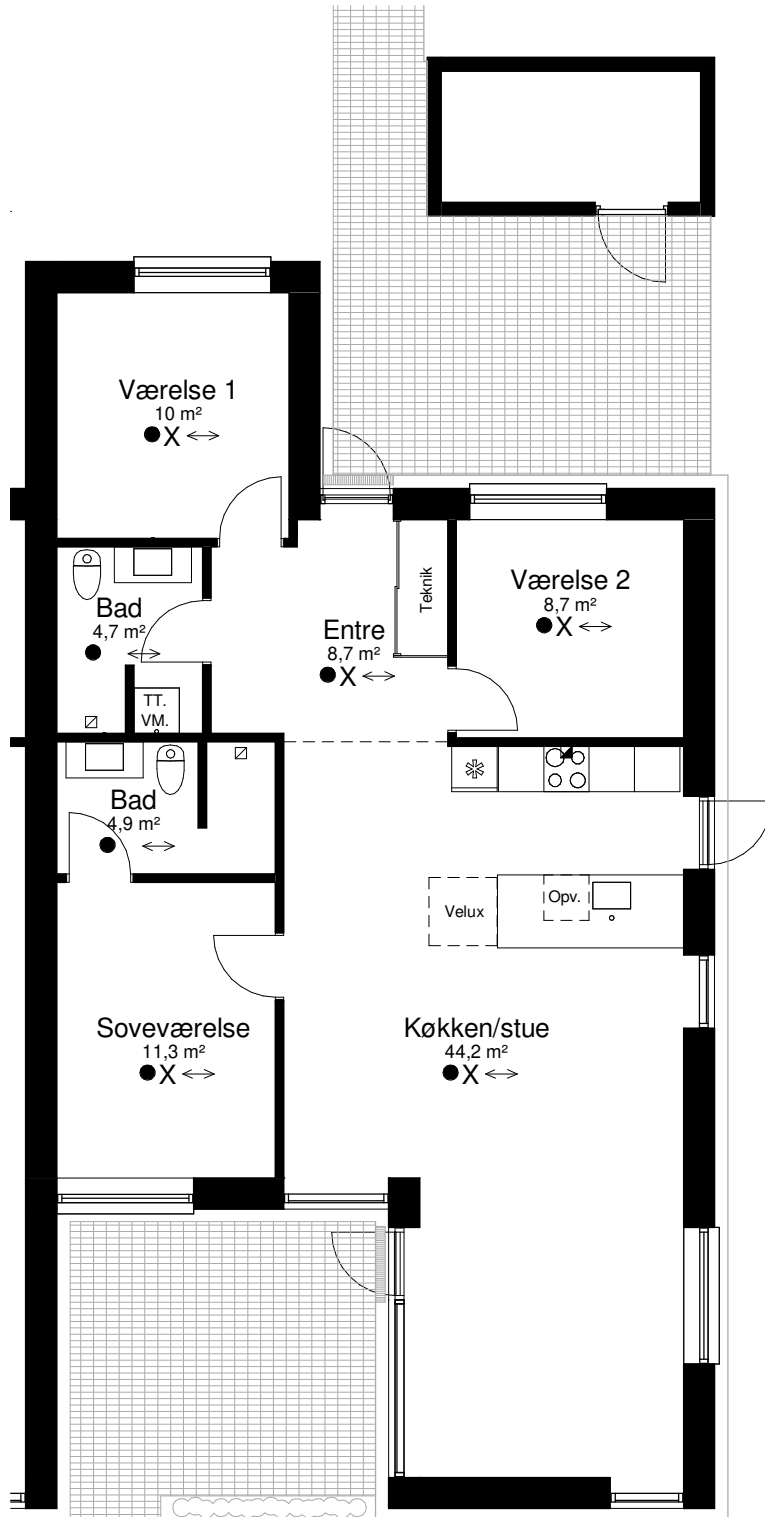 Værelse 1
10 m²
X
Værelse 2
8,7 m²
X
Teknik
Bad
4,7 m²
Entre
8,7 m²
X
TT.
VM.
Bad
4,9 m²
Velux
Opv.
Soveværelse
11,3 m²
X
Køkken/stue
44,2 m²
X